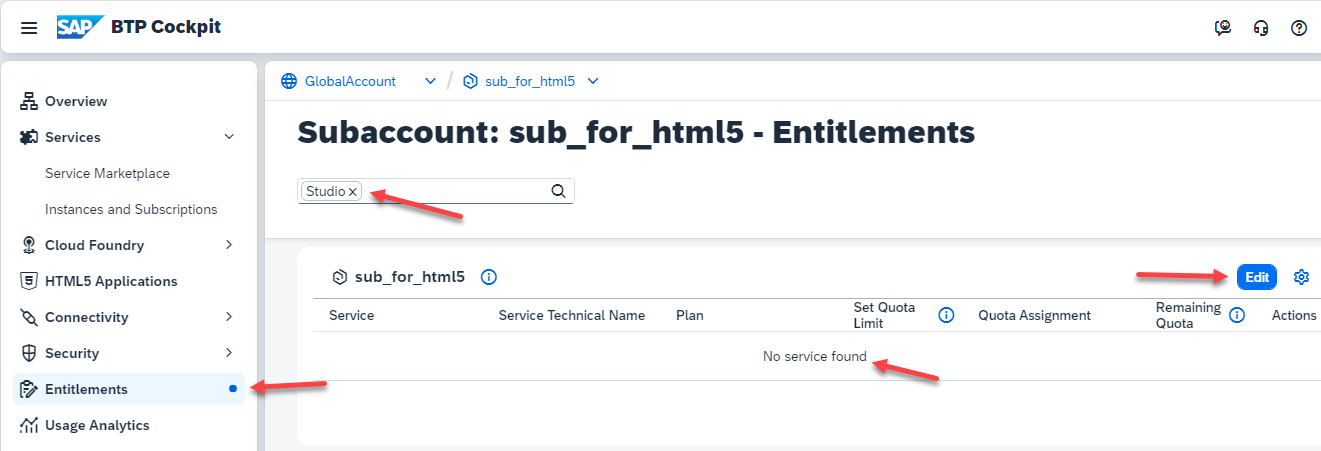 SAP BTP Cockpit
Overview
Services
Service Marketplace
Instances and Subscriptions
Cloud Foundry
HTML5 Applications
Connectivity
Security
Entitlements
Usage Analytics
GlobalAccount / sub_for_html5
Subaccount: sub_for_html5 - Entitlements
Studio
sub_for_html5
Edit
Service Service Technical Name Plan Set Quota Limit Quota Assignment Remaining Quota Actions
No service found